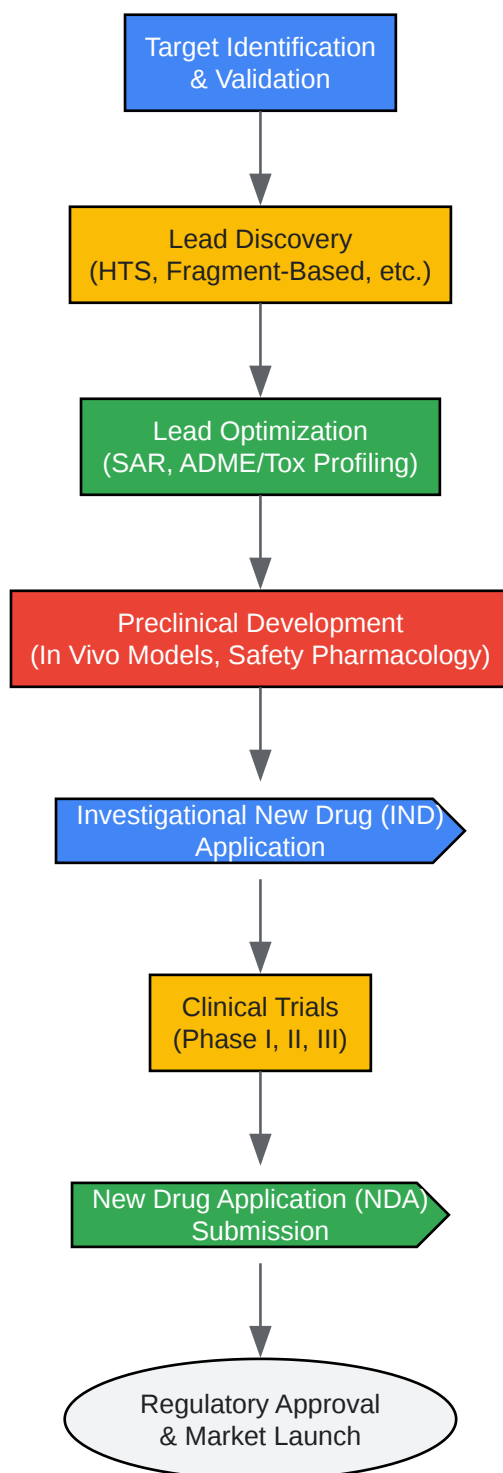 Target Identification
& Validation
Lead Discovery
(HTS, Fragment-Based, etc.)
Lead Optimization
(SAR, ADME/Tox Profiling)
Preclinical Development
(In Vivo Models, Safety Pharmacology)
Investigational New Drug (IND)
Application
Clinical Trials
(Phase I, II, III)
New Drug Application (NDA)
Submission
Regulatory Approval
& Market Launch